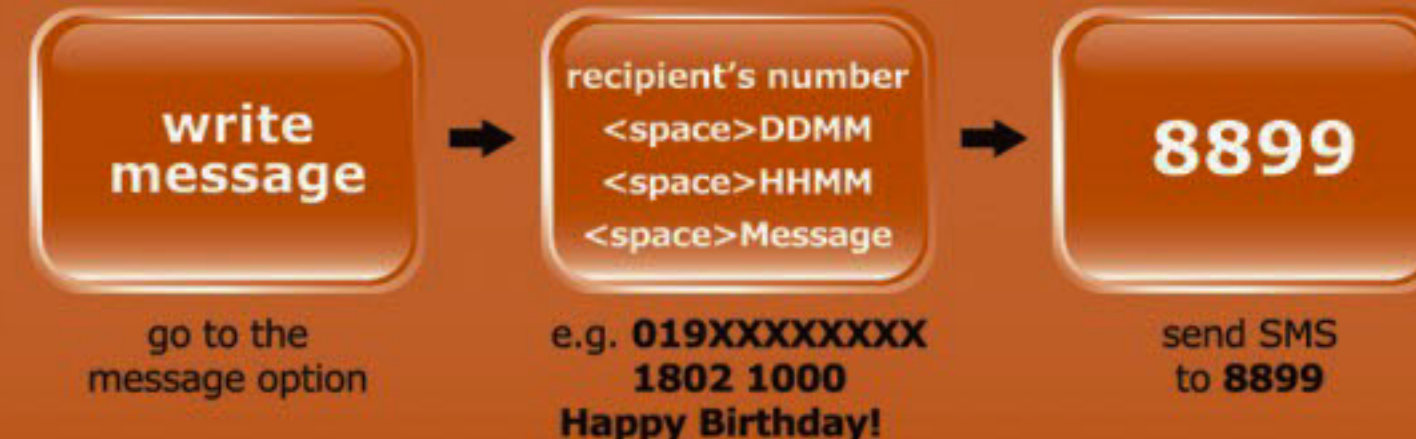 write
message
recipient's number
<space>DDMM
<space>HHMM
<space>Message
8899
go to the
message option
e.g. 019XXXXXXXX
1802 1000
Happy Birthday!
send SMS
to 8899